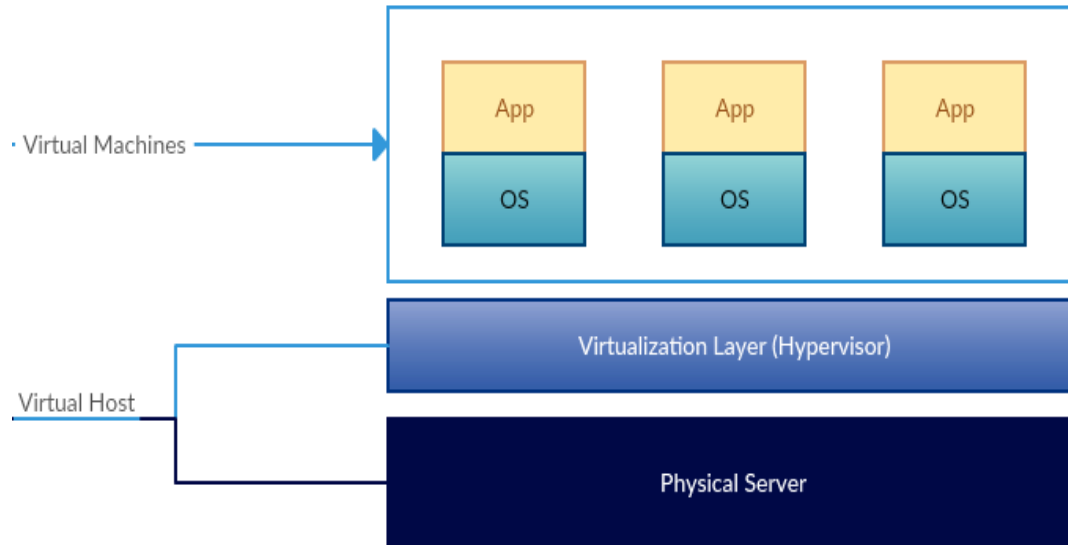 App
App
App
Virtual Machines
OS
OS
OS
Virtualization Layer (Hypervisor)
Virtual Host
Physical Server